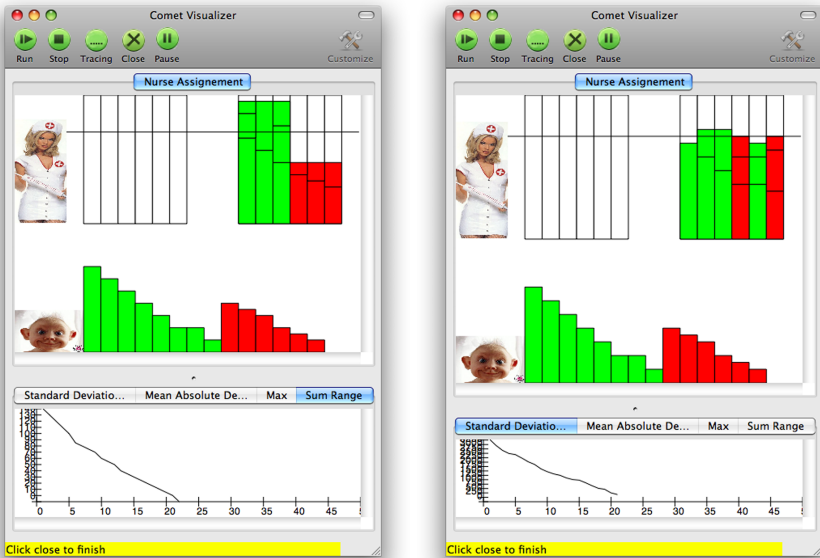 Comet Visualizer
Run Stop Tracing Close Pause Customize
Nurse Assignement
Standard Deviatio... Mean Absolute De... Max Sum Range
0 5 10 15 20 25 30 35 40 45 50
Click close to finish
Comet Visualizer
Run Stop Tracing Close Pause Customize
Nurse Assignement
Standard Deviatio... Mean Absolute De... Max Sum Range
0 5 10 15 20 25 30 35 40 45
Click close to finish